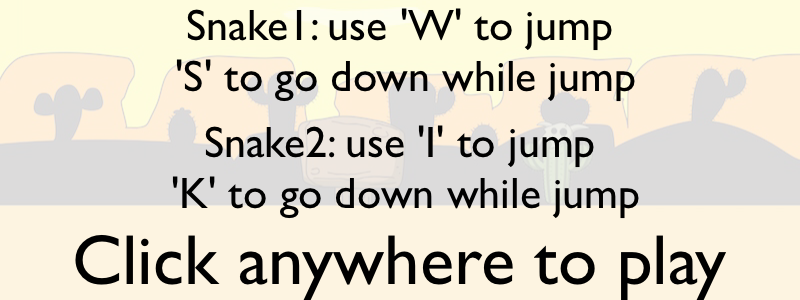 Snake1: use 'W' to jump
'S' to go down while jump
Snake2: use 'I' to jump
'K' to go down while jump
Click anywhere to play